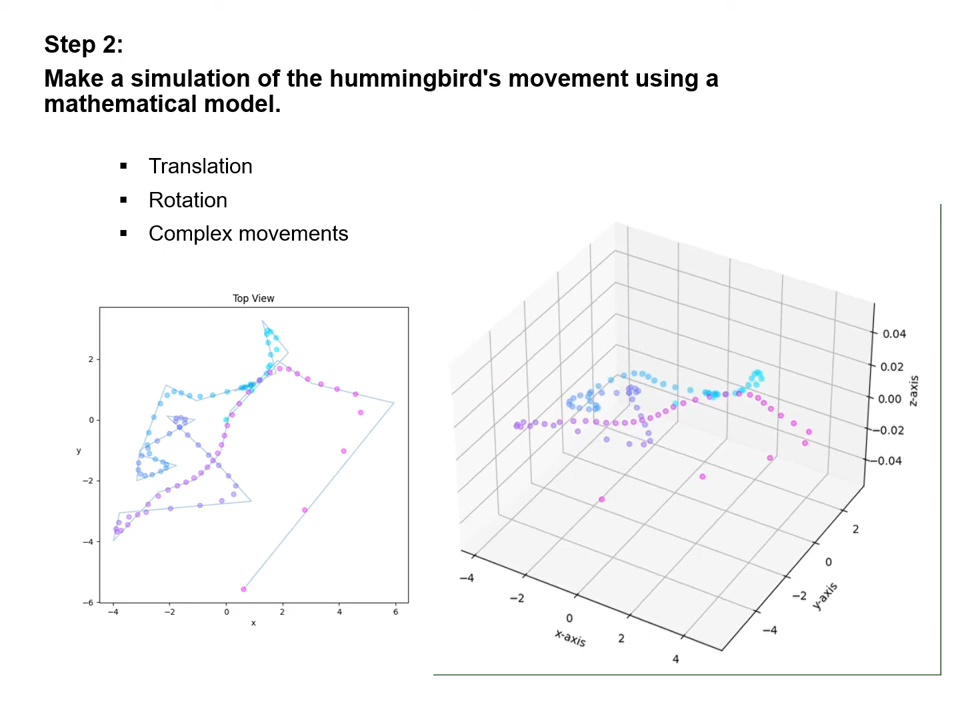 Step 2:
Make a simulation of the hummingbird's movement using a
mathematical model.
▪ Translation
▪ Rotation
▪ Complex movements
Top View
2
0
−2
−4
−6
y
−4 −2 0 2 4 6
x
0.04
0.02
0.00
−0.02
−0.04
z-axis
−4
−2
0
2
4
x-axis
2
0
−2
−4
y-axis